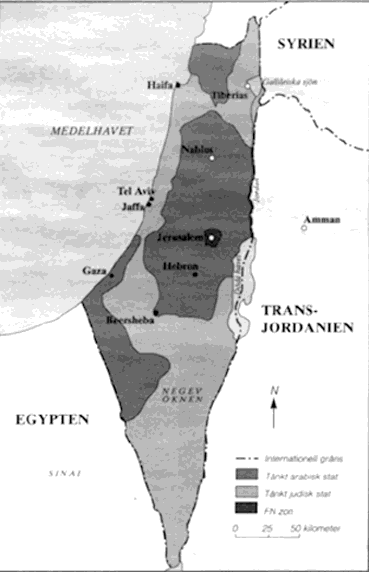 SYRIEN
Haifa
Galileiska sjön
Tiberias
MEDELHAVET
Nablus
Tel Aviv
Jaffa
Jordan
Amman
Jerusalem
Gaza
Hebron
TRANS-
JORDANIEN
Beersheba
NEGEV
ÖKNEN
EGYPTEN
N
SINAI
Internationell gräns
Tänkt arabisk stat
Tänkt judisk stat
FN zon
0 25 50 kilometer